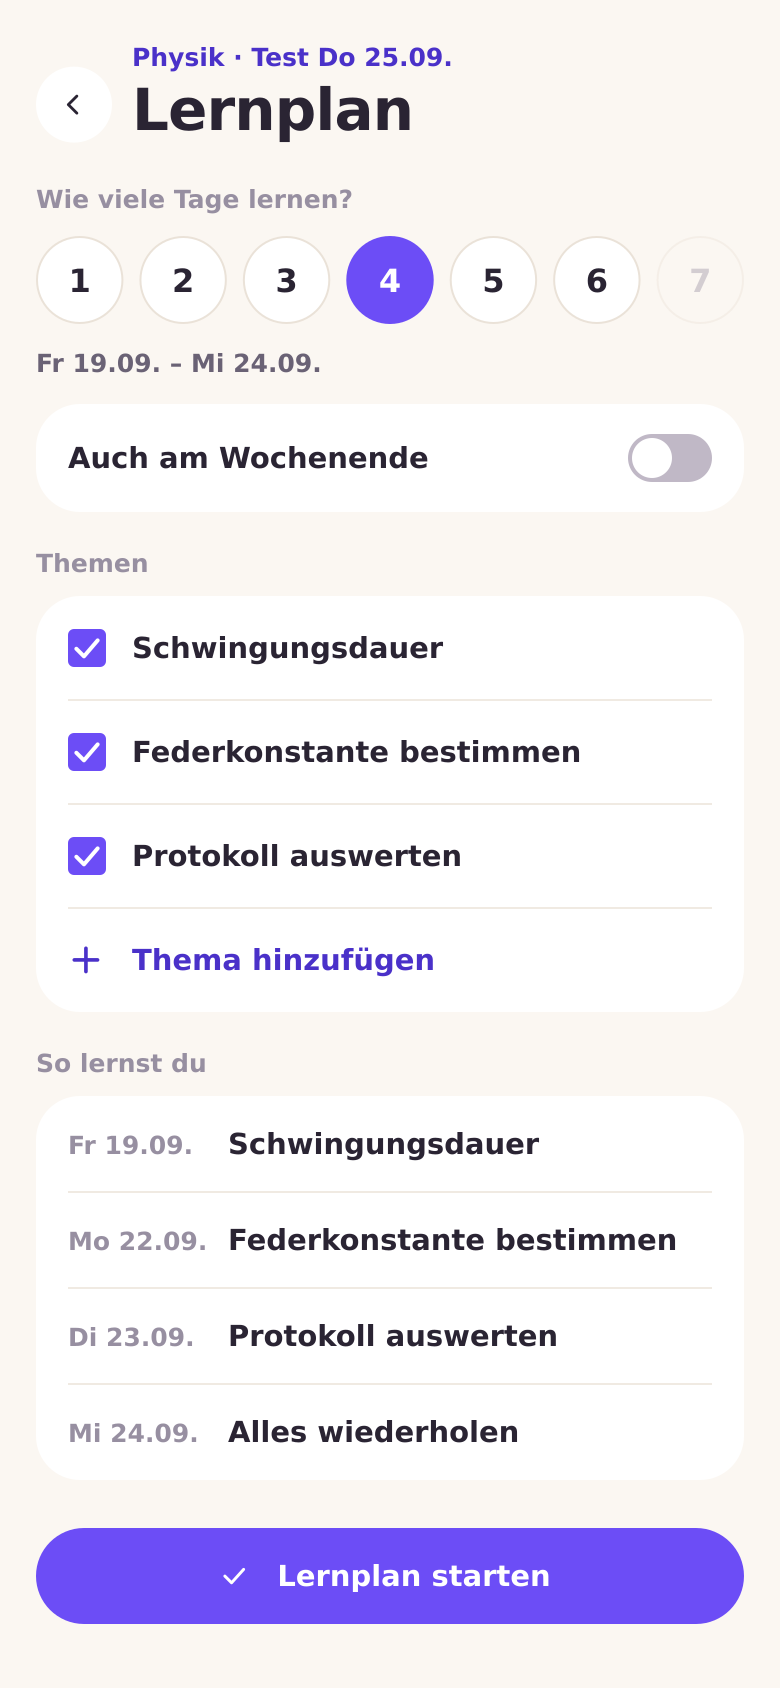 Physik · Test Do 25.09.
Lernplan
Wie viele Tage lernen?
1 2 3 4 5 6 7
Fr 19.09. – Mi 24.09.
Auch am Wochenende
Themen
Schwingungsdauer
Federkonstante bestimmen
Protokoll auswerten
Thema hinzufügen
So lernst du
Fr 19.09. Schwingungsdauer
Mo 22.09. Federkonstante bestimmen
Di 23.09. Protokoll auswerten
Mi 24.09. Alles wiederholen
Lernplan starten